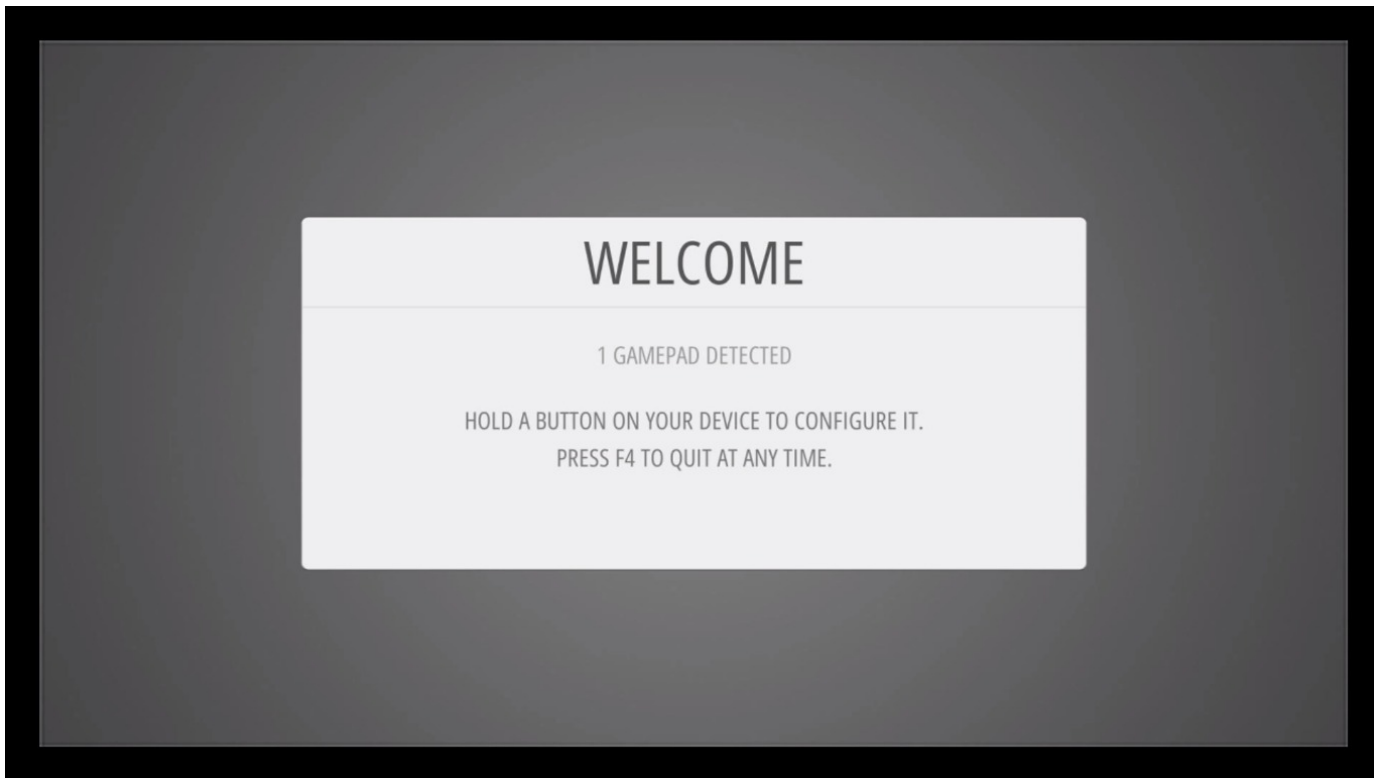 WELCOME
1 GAMEPAD DETECTED
HOLD A BUTTON ON YOUR DEVICE TO CONFIGURE IT.
PRESS F4 TO QUIT AT ANY TIME.